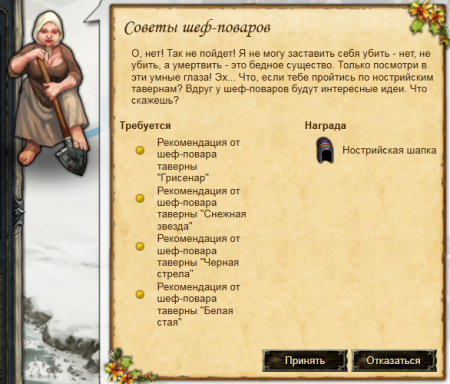 Советы шеф-поваров
О, нет! Так не пойдет! Я не могу заставить себя убить - нет, не
убить, а умертвить - это бедное существо. Только посмотри в
эти умные глаза! Эх... Что, если тебе пройтись по нострийским
тавернам? Вдруг у шеф-поваров будут интересные идеи. Что
скажешь?
Требуется
Награда
Рекомендация от
шеф-повара
таверны
"Грисенар"
Нострийская шапка
Рекомендация от
шеф-повара
таверны "Снежная
звезда"
Рекомендация от
шеф-повара
таверны "Черная
стрела"
Рекомендация от
шеф-повара
таверны "Белая
стая"
Принять
Отказаться